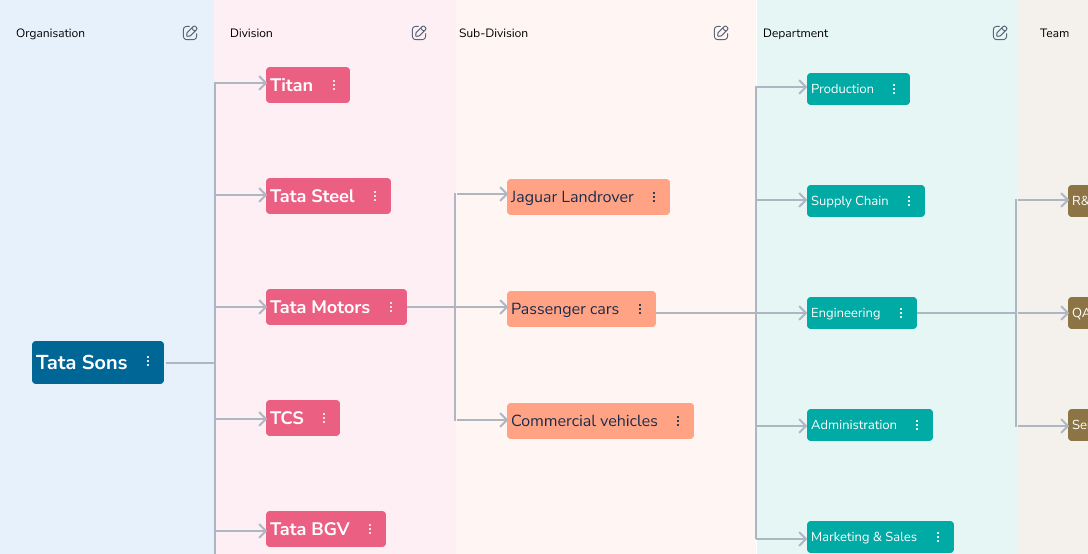 Organisation
Division
Sub-Division
Department
Team
Titan
Production
Tata Steel
Jaguar Landrover
Supply Chain
R&
Tata Motors
Passenger cars
Engineering
QA
Tata Sons
TCS
Commercial vehicles
Administration
Se
Tata BGV
Marketing & Sales